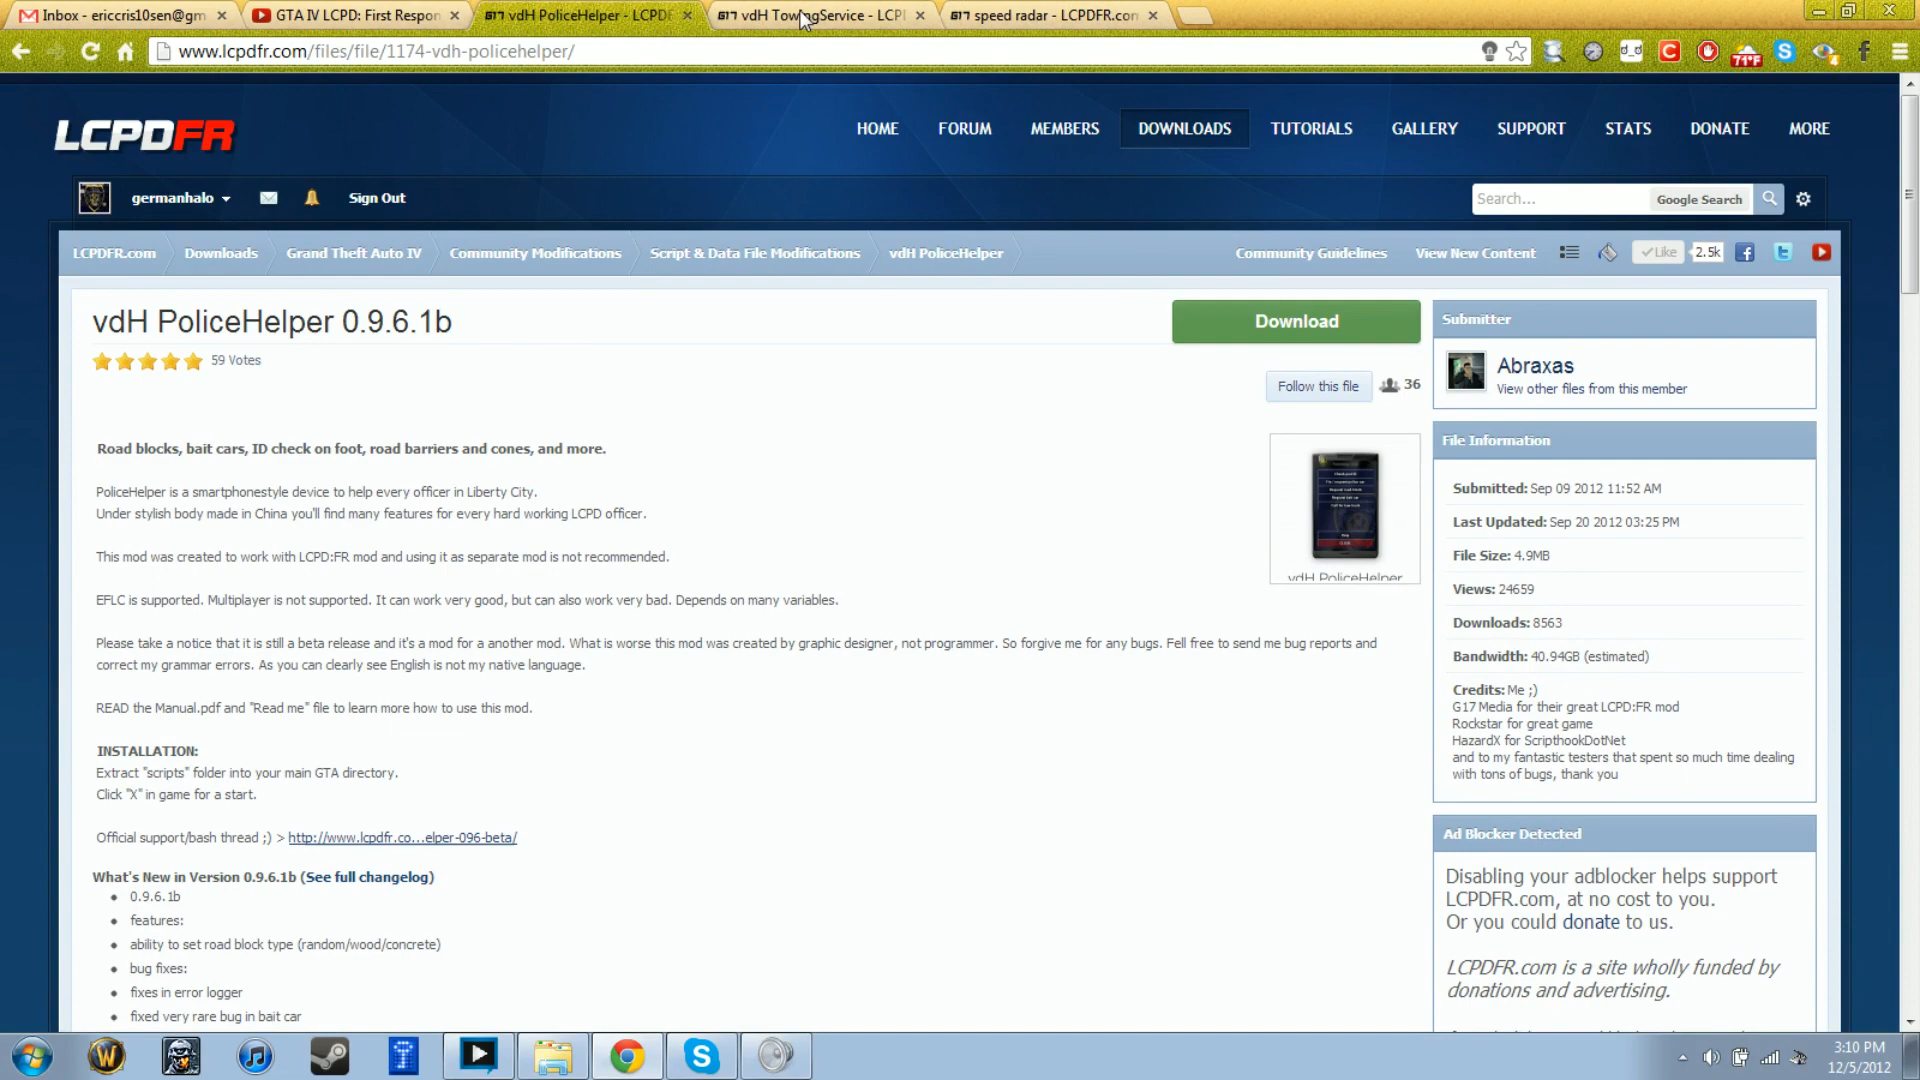 Inbox - ericcris10sen@gm
GTA IV LCPD: First Respon
G17 vdH PoliceHelper - LCPDF
G17 vdH TowingService - LCPI
G17 speed radar - LCPDFR.com
www.lcpdfr.com/files/file/1174-vdh-policehelper/
71°F
4
LCPDFR
HOME FORUM MEMBERS DOWNLOADS TUTORIALS GALLERY SUPPORT STATS DONATE MORE
germanhalo Sign Out
Search... Google Search
LCPDFR.com Downloads Grand Theft Auto IV Community Modifications Script & Data File Modifications vdH PoliceHelper Community Guidelines View New Content Like 2.5k
vdH PoliceHelper 0.9.6.1b
Download
59 Votes
Follow this file 36
Road blocks, bait cars, ID check on foot, road barriers and cones, and more.
PoliceHelper is a smartphonestyle device to help every officer in Liberty City.
Under stylish body made in China you'll find many features for every hard working LCPD officer.
This mod was created to work with LCPD:FR mod and using it as separate mod is not recommended.
EFLC is supported. Multiplayer is not supported. It can work very good, but can also work very bad. Depends on many variables.
Please take a notice that it is still a beta release and it's a mod for a another mod. What is worse this mod was created by graphic designer, not programmer. So forgive me for any bugs. Fell free to send me bug reports and
correct my grammar errors. As you can clearly see English is not my native language.
READ the Manual.pdf and "Read me" file to learn more how to use this mod.
INSTALLATION:
Extract "scripts" folder into your main GTA directory.
Click "X" in game for a start.
Official support/bash thread ;) > http://www.lcpdfr.co...elper-096-beta/
What's New in Version 0.9.6.1b (See full changelog)
0.9.6.1b
features:
ability to set road block type (random/wood/concrete)
bug fixes:
fixes in error logger
fixed very rare bug in bait car
vdH PoliceHelper
Submitter
Abraxas
View other files from this member
File Information
Submitted: Sep 09 2012 11:52 AM
Last Updated: Sep 20 2012 03:25 PM
File Size: 4.9MB
Views: 24659
Downloads: 8563
Bandwidth: 40.94GB (estimated)
Credits: Me ;)
G17 Media for their great LCPD:FR mod
Rockstar for great game
HazardX for ScripthookDotNet
and to my fantastic testers that spent so much time dealing
with tons of bugs, thank you
Ad Blocker Detected
Disabling your adblocker helps support
LCPDFR.com, at no cost to you.
Or you could donate to us.
LCPDFR.com is a site wholly funded by
donations and advertising.
3:10 PM
12/5/2012